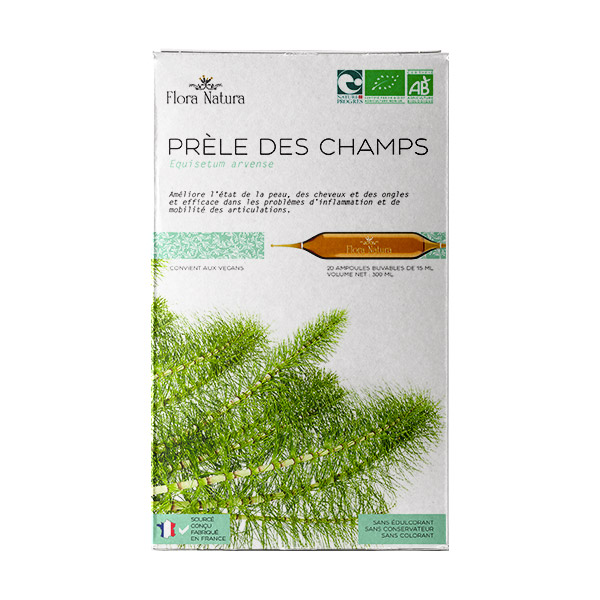 Flora Natura
NATURE
PROGRÈS
AB
AGRICULTURE
BIOLOGIQUE
PRÈLE DES CHAMPS
Equisetum arvense
Améliore l'état de la peau, des cheveux et des ongles
et efficace dans les problèmes d'inflammation et de
mobilité des articulations.
Flora Natura
CONVIENT AUX VEGANS
20 AMPOULES BUVABLES DE 15 ML
VOLUME NET : 300 ML
SOURCÉ
CONÇU
FABRIQUÉ
EN FRANCE
SANS ÉDULCORANT
SANS CONSERVATEUR
SANS COLORANT